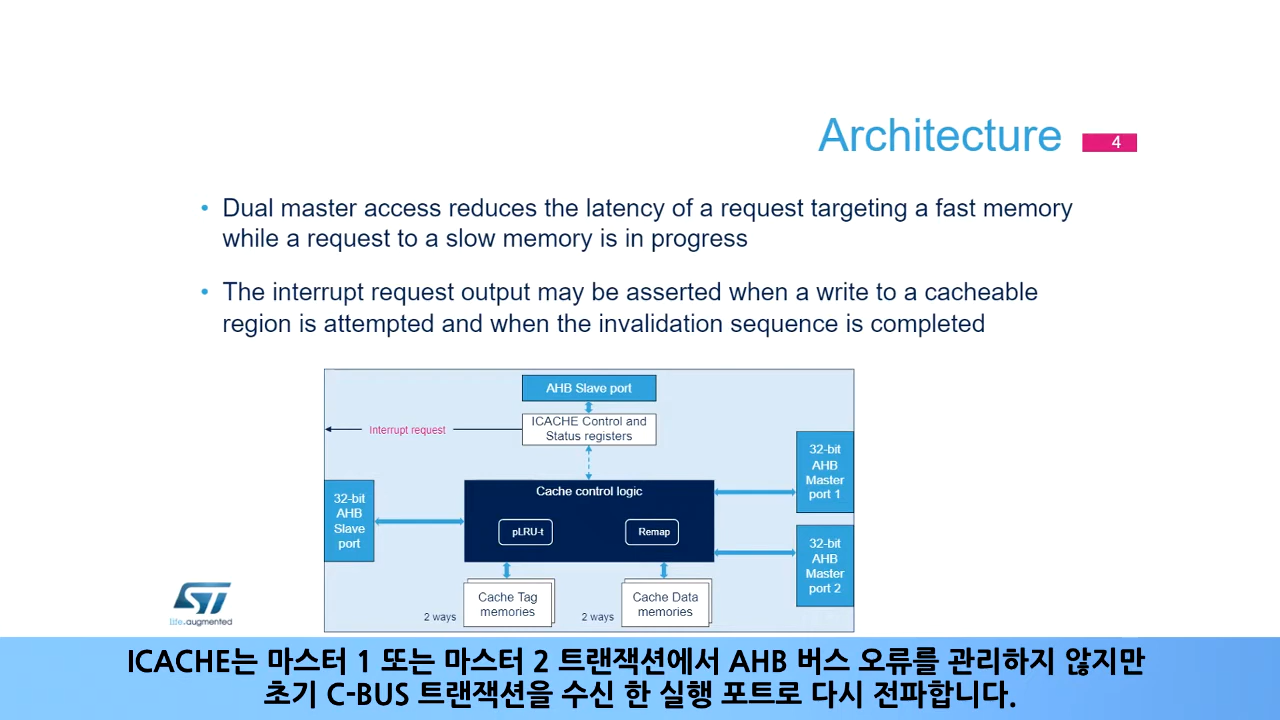 Architecture
4
• Dual master access reduces the latency of a request targeting a fast memory
while a request to a slow memory is in progress
• The interrupt request output may be asserted when a write to a cacheable
region is attempted and when the invalidation sequence is completed
AHB Slave port
ICACHE Control and
Status registers
Interrupt request
32-bit
AHB
Slave
port
Cache control logic
pLRU-t
Remap
32-bit
AHB
Master
port 1
32-bit
AHB
Master
port 2
2 ways
Cache Tag
memories
2 ways
Cache Data
memories
ST
life.augmented
ICACHE는 마스터 1 또는 마스터 2 트랜잭션에서 AHB 버스 오류를 관리하지 않지만
초기 C-BUS 트랜잭션을 수신 한 실행 포트로 다시 전파합니다.